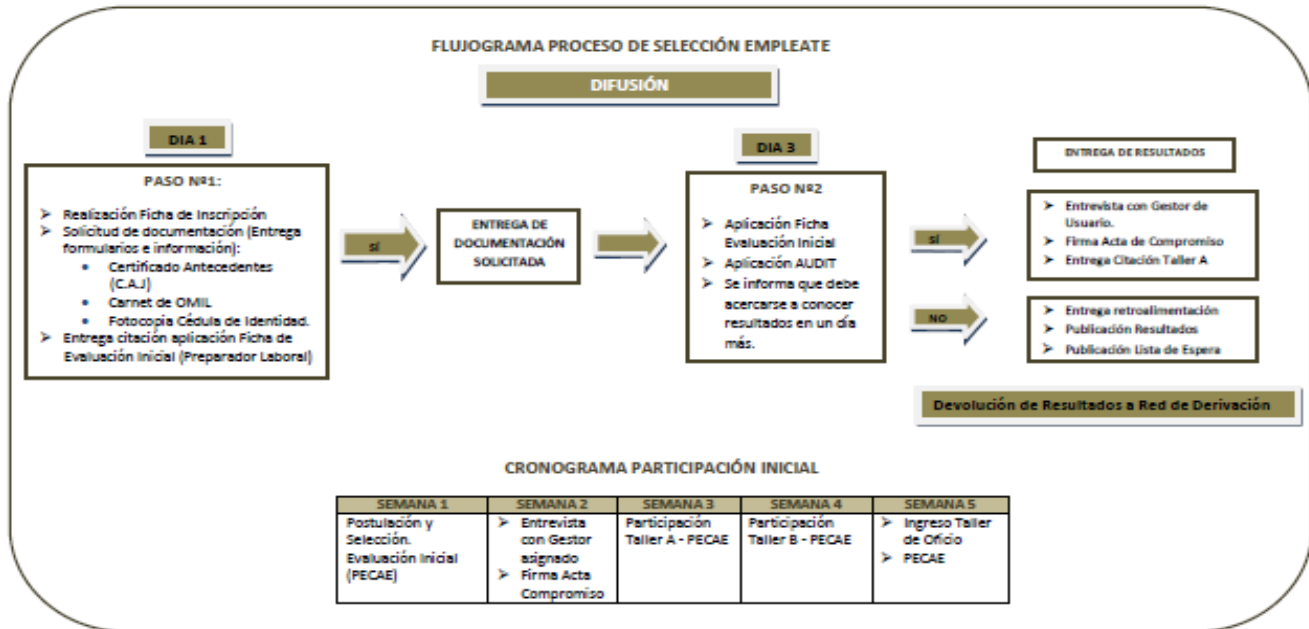 FLUJOGRAMA PROCESO DE SELECCIÓN EMPLEATE
DIFUSIÓN
DIA 1
PASO Nº1:
➢ Realización Ficha de Inscripción
➢ Solicitud de documentación (Entrega
formularios e información):
• Certificado Antecedentes
(C.A.J)
• Carnet de OMIL
• Fotocopia Cédula de Identidad.
➢ Entrega citación aplicación Ficha de
Evaluación Inicial (Preparador Laboral)
SÍ
ENTREGA DE
DOCUMENTACIÓN
SOLICITADA
DIA 3
PASO Nº2
➢ Aplicación Ficha
Evaluación Inicial
➢ Aplicación AUDIT
➢ Se informa que debe
acercarse a conocer
resultados en un día
más.
SÍ
NO
ENTREGA DE RESULTADOS
➢ Entrevista con Gestor de
Usuario.
➢ Firma Acta de Compromiso
➢ Entrega Citación Taller A
➢ Entrega retroalimentación
➢ Publicación Resultados
➢ Publicación Lista de Espera
Devolución de Resultados a Red de Derivación
CRONOGRAMA PARTICIPACIÓN INICIAL
SEMANA 1
Postulación y
Selección.
Evaluación Inicial
(PECAE)
SEMANA 2
➢ Entrevista
con Gestor
asignado
➢ Firma Acta
Compromiso
SEMANA 3
Participación
Taller A - PECAE
SEMANA 4
Participación
Taller B - PECAE
SEMANA 5
➢ Ingreso Taller
de Oficio
➢ PECAE